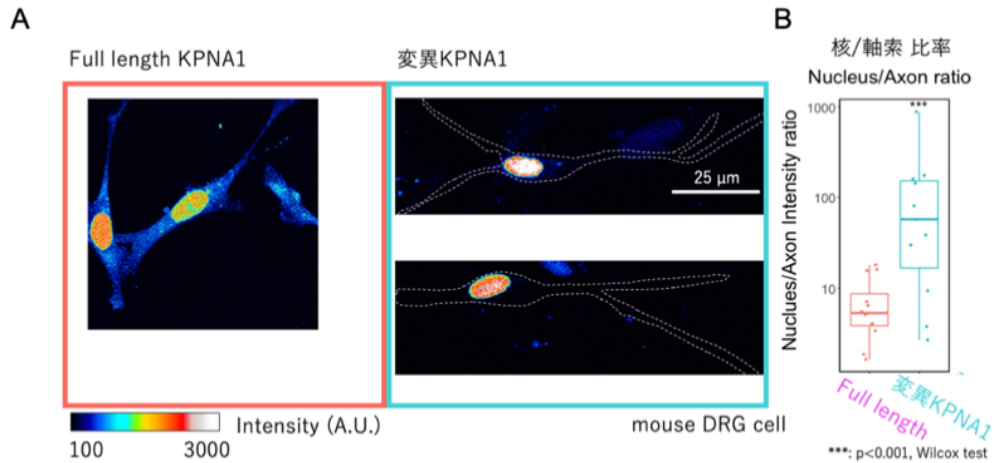 A
Full length KPNA1
変異KPNA1
25 μm
Intensity (A.U.)
100
3000
mouse DRG cell
B
核/軸索 比率
Nucleus/Axon ratio
***
Nuclues/Axon Intensity ratio
1000
100
10
Full length
変異KPNA1
***: p<0.001, Wilcox test